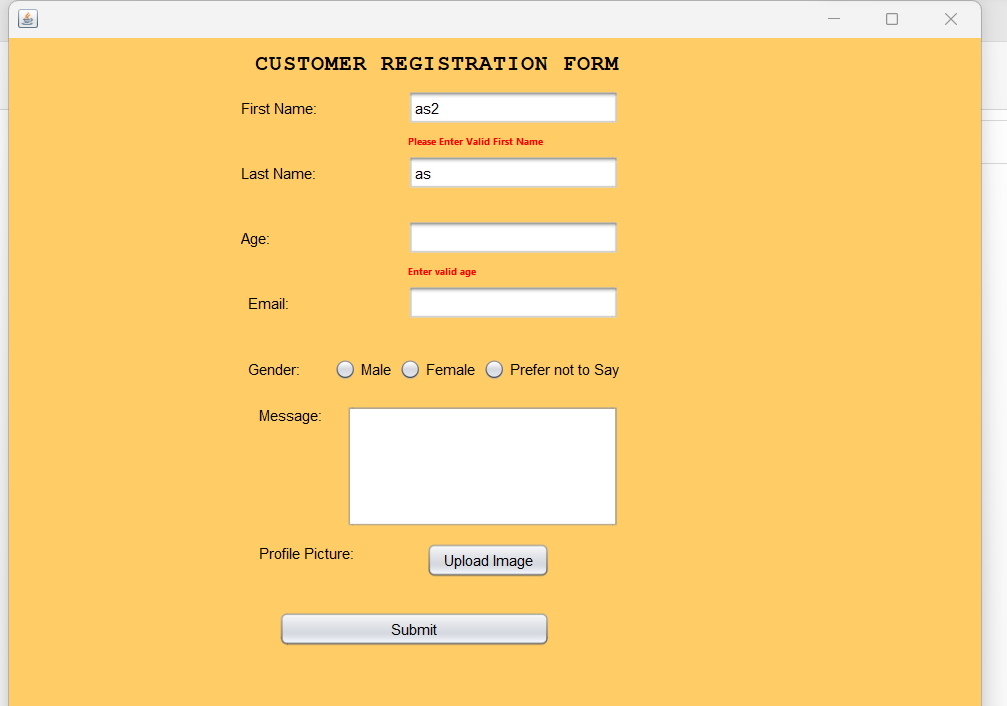 CUSTOMER REGISTRATION FORM
First Name: as2
Please Enter Valid First Name
Last Name: as
Age:
Enter valid age
Email:
Gender: Male Female Prefer not to Say
Message:
Profile Picture: Upload Image
Submit